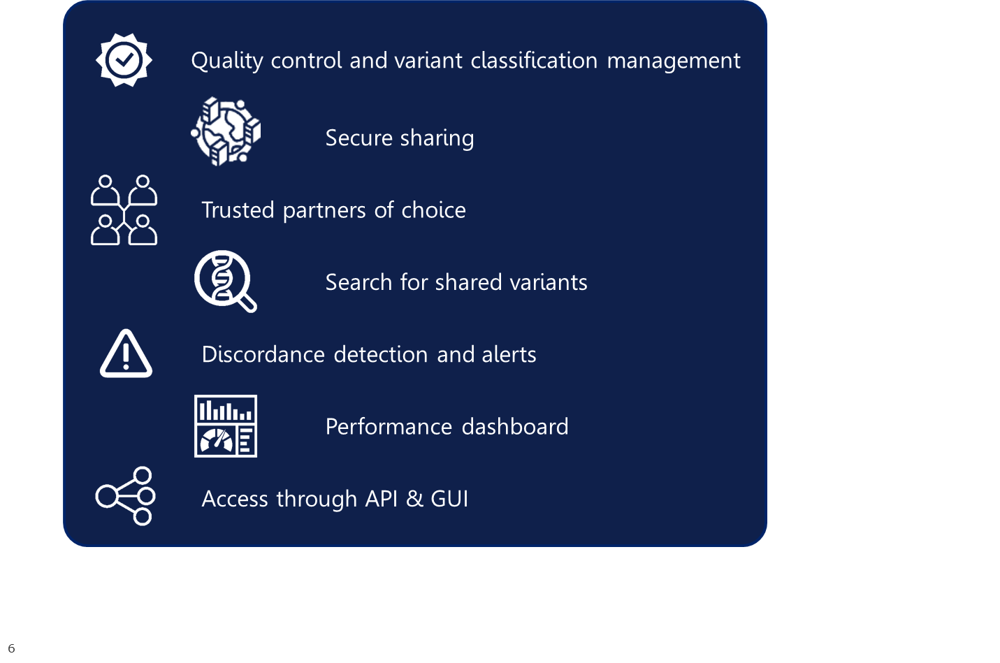 Quality control and variant classification management
Secure sharing
Trusted partners of choice
Search for shared variants
Discordance detection and alerts
Performance dashboard
Access through API & GUI
6